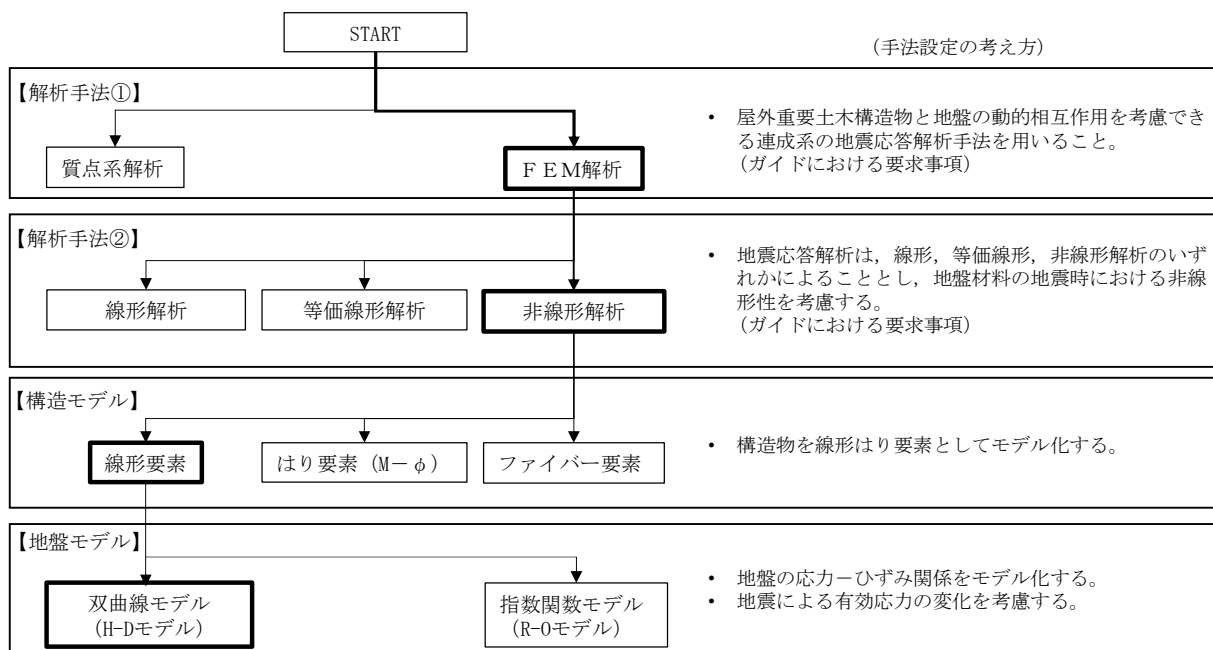 START
(手法設定の考え方)
【解析手法①】
質点系解析
ＦＥＭ解析
・ 屋外重要土木構造物と地盤の動的相互作用を考慮でき
る連成系の地震応答解析手法を用いること。
(ガイドにおける要求事項)
【解析手法②】
線形解析
等価線形解析
非線形解析
・ 地震応答解析は，線形，等価線形，非線形解析のいず
れかによることとし，地盤材料の地震時における非線
形性を考慮する。
(ガイドにおける要求事項)
【構造モデル】
線形要素
はり要素（M－φ）
ファイバー要素
・ 構造物を線形はり要素としてモデル化する。
【地盤モデル】
双曲線モデル
(H-Dモデル)
指数関数モデル
(R-Oモデル)
・ 地盤の応力－ひずみ関係をモデル化する。
・ 地震による有効応力の変化を考慮する。